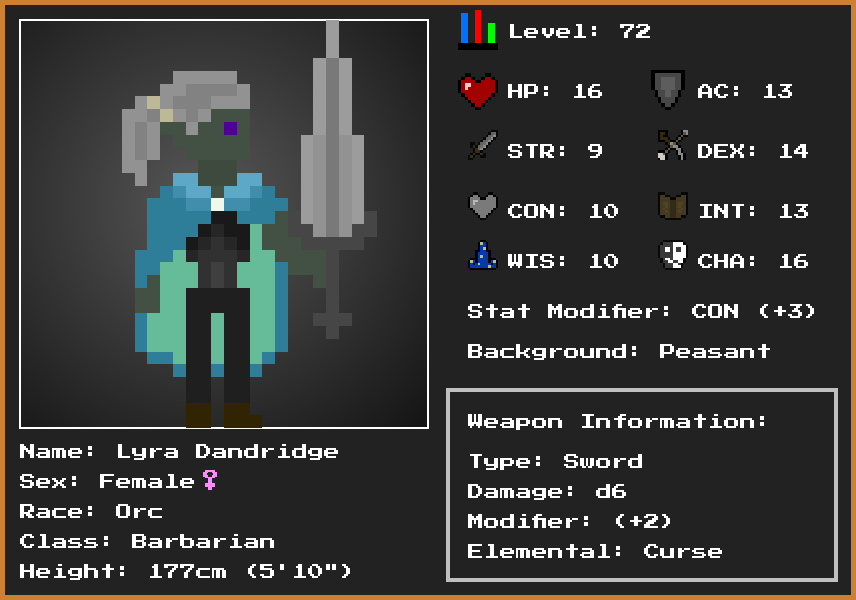 Level: 72
HP: 16
AC: 13
STR: 9
DEX: 14
CON: 10
INT: 13
WIS: 10
CHA: 16
Stat Modifier: CON (+3)
Background: Peasant
Weapon Information:
Type: Sword
Damage: d6
Modifier: (+2)
Elemental: Curse
Name: Lyra Dandridge
Sex: Female♀
Race: Orc
Class: Barbarian
Height: 177cm (5'10")